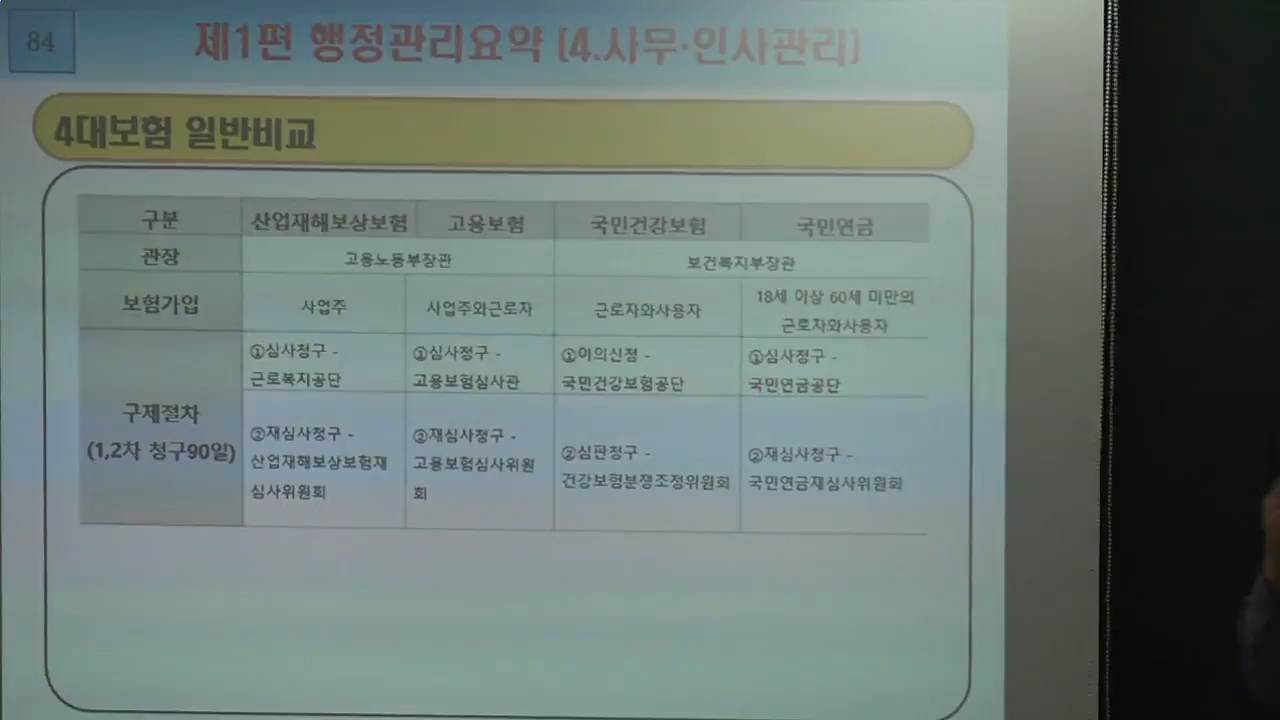 84
제1편 행정관리요약 (4.사무·인사관리)
4대보험 일반비교
구분 산업재해보상보험 고용보험 국민건강보험 국민연금
관장 고용노동부장관 보건복지부장관
보험가입 사업주 사업주와근로자 근로자와사용자 18세 이상 60세 미만의
근로자와사용자
구제절차
(1,2차 청구90일)
①심사청구 -
근로복지공단
①심사청구 -
고용보험심사관
①이의신청 -
국민건강보험공단
①심사청구 -
국민연금공단
②재심사청구 -
산업재해보상보험재
심사위원회
②재심사청구 -
고용보험심사위원
회
②심판청구 -
건강보험분쟁조정위원회
②재심사청구 -
국민연금재심사위원회